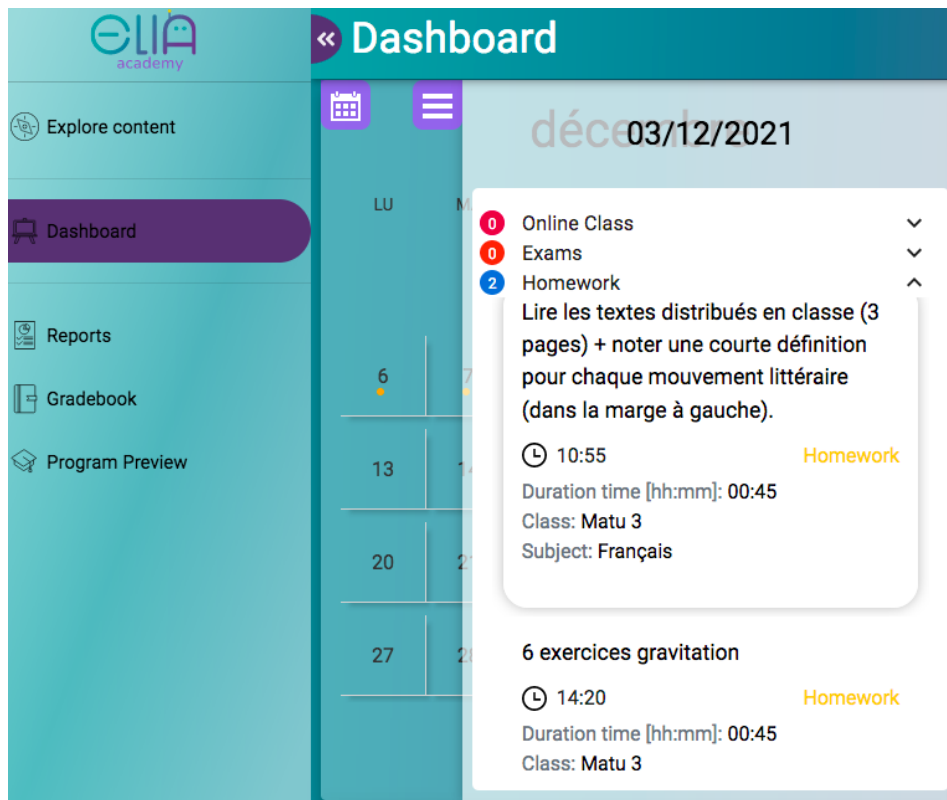 ELIA
academy
Explore content
Dashboard
Reports
Gradebook
Program Preview
Dashboard
décembre
03/12/2021
LU
6
7
13
20
27
0 Online Class
0 Exams
2 Homework
Lire les textes distribués en classe (3
pages) + noter une courte définition
pour chaque mouvement littéraire
(dans la marge à gauche).
10:55 Homework
Duration time [hh:mm]: 00:45
Class: Matu 3
Subject: Français
6 exercices gravitation
14:20 Homework
Duration time [hh:mm]: 00:45
Class: Matu 3